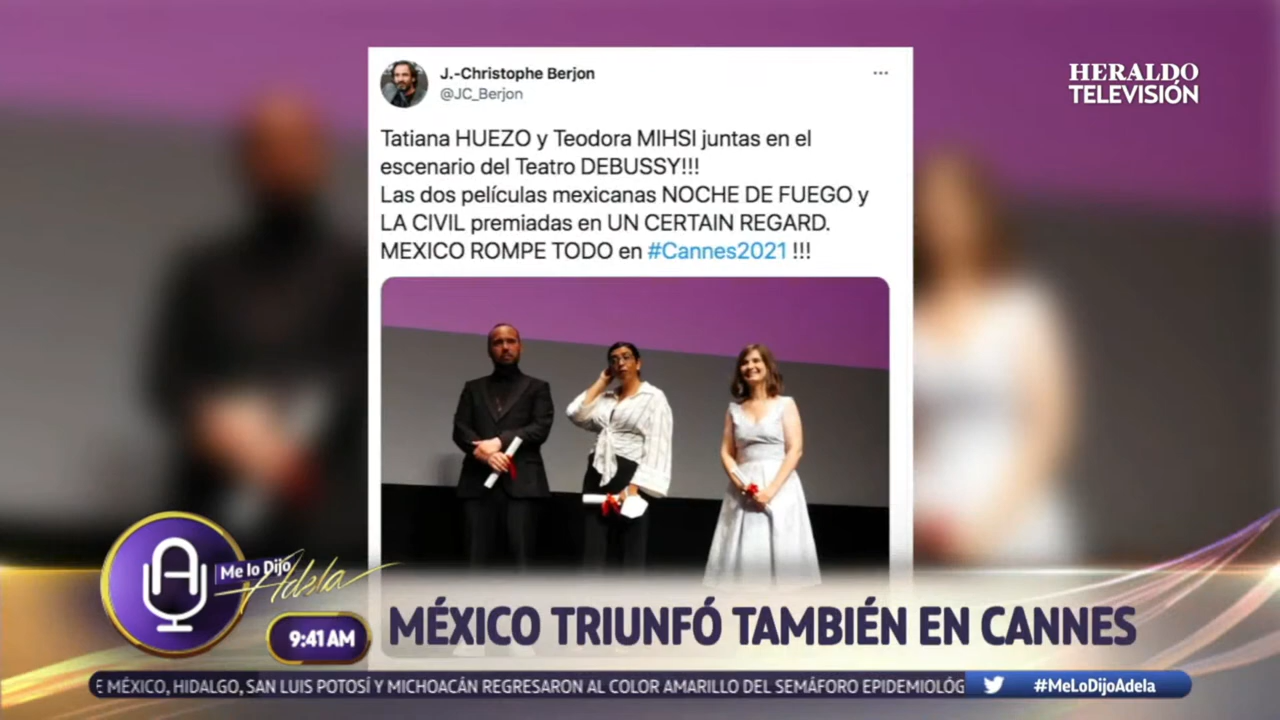 J.-Christophe Berjon
@JC_Berjon
Tatiana HUEZO y Teodora MIHSI juntas en el
escenario del Teatro DEBUSSY!!!
Las dos películas mexicanas NOCHE DE FUEGO y
LA CIVIL premiadas en UN CERTAIN REGARD.
MEXICO ROMPE TODO en #Cannes2021 !!!
HERALDO
TELEVISIÓN
A
Me lo Dijo
Adela
9:41 AM
MÉXICO TRIUNFÓ TAMBIÉN EN CANNES
E MÉXICO, HIDALGO, SAN LUIS POTOSÍ Y MICHOACÁN REGRESARON AL COLOR AMARILLO DEL SEMÁFORO EPIDEMIOLÓG
#MeLoDijoAdela